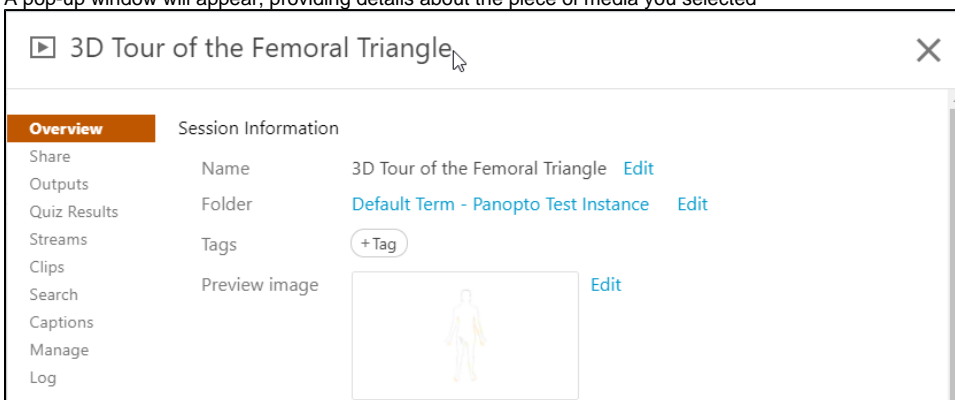 A pop-up window will appear, providing details about the piece of media you selected
3D Tour of the Femoral Triangle
Overview
Share
Outputs
Quiz Results
Streams
Clips
Search
Captions
Manage
Log
Session Information
Name 3D Tour of the Femoral Triangle Edit
Folder Default Term - Panopto Test Instance Edit
Tags +Tag
Preview image Edit